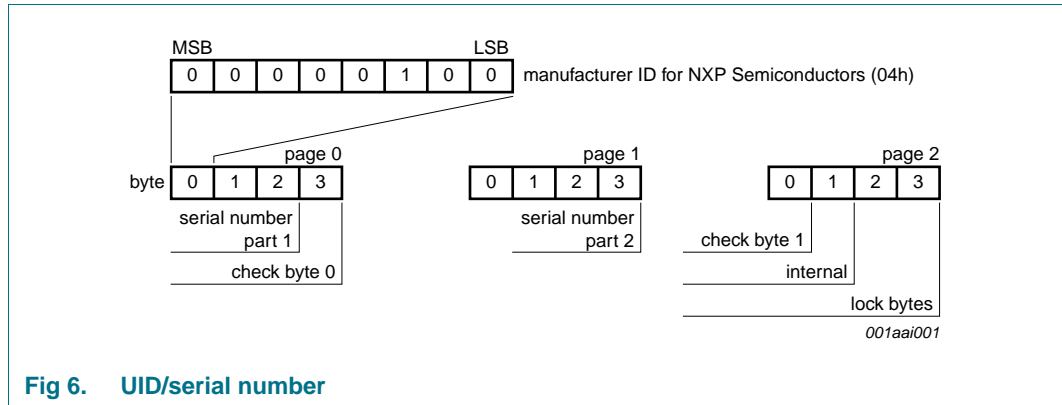 MSB LSB
0 0 0 0 0 1 0 0 manufacturer ID for NXP Semiconductors (04h)
page 0 page 1 page 2
byte 0 1 2 3 0 1 2 3 0 1 2 3
serial number serial number
part 1 part 2 check byte 1
check byte 0 internal
lock bytes
001aai001
Fig 6. UID/serial number